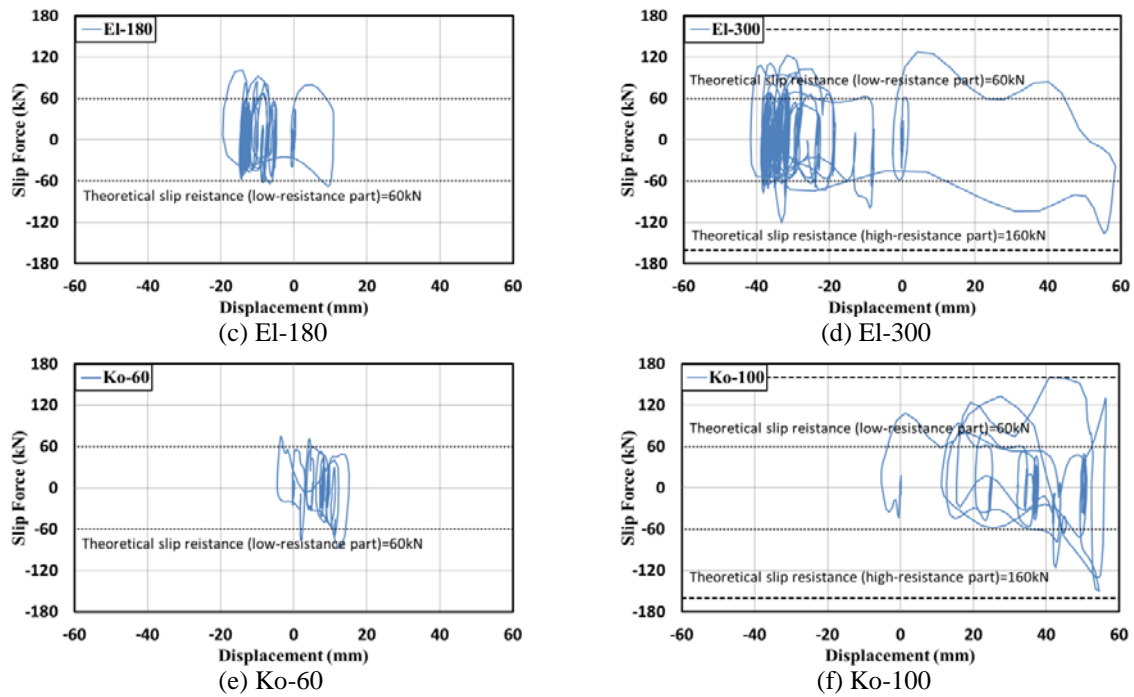 El-180
180
120
60
0
-60
-120
-180
Slip Force (kN)
Theoretical slip reistance (low-resistance part)=60kN
-60 -40 -20 0 20 40 60
Displacement (mm)
(c) El-180
El-300
180
120
60
0
-60
-120
-180
Slip Force (kN)
Theoretical slip reistance (low-resistance part)=60kN
Theoretical slip resistance (high-resistance part)=160kN
-60 -40 -20 0 20 40 60
Displacement (mm)
(d) El-300
Ko-60
180
120
60
0
-60
-120
-180
Slip Force (kN)
Theoretical slip reistance (low-resistance part)=60kN
-60 -40 -20 0 20 40 60
Displacement (mm)
(e) Ko-60
Ko-100
180
120
60
0
-60
-120
-180
Slip Force (kN)
Theoretical slip reistance (low-resistance part)=60kN
Theoretical slip resistance (high-resistance part)=160kN
-60 -40 -20 0 20 40 60
Displacement (mm)
(f) Ko-100